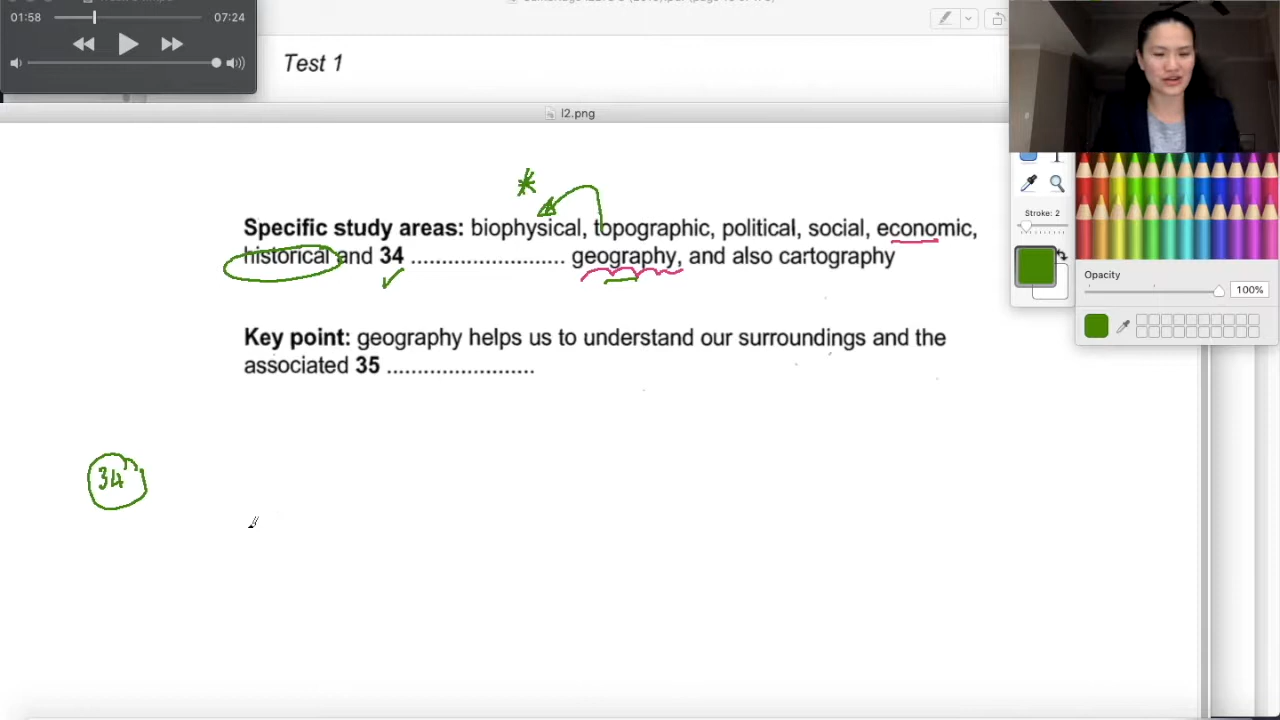 01:58
07:24
Test 1
l2.png
Stroke: 2
Opacity
100%
*
Specific study areas: biophysical, topographic, political, social, economic,
historical and 34 ......................... geography, and also cartography
Key point: geography helps us to understand our surroundings and the
associated 35 ........................
34